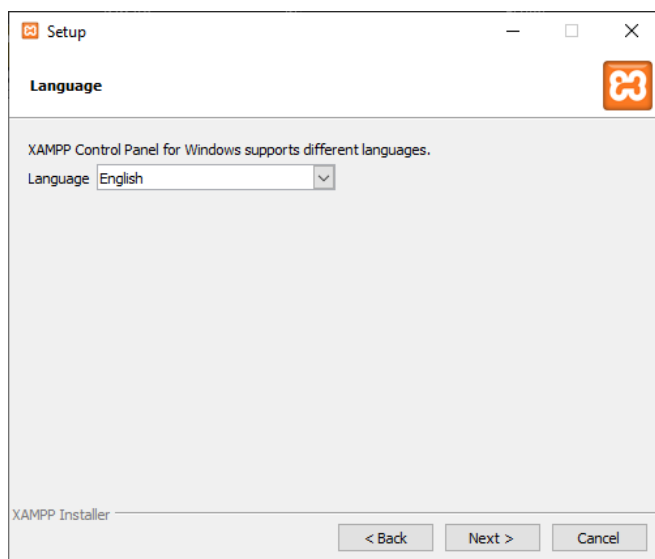 Setup
Language
XAMPP Control Panel for Windows supports different languages.
Language English
XAMPP Installer
< Back Next > Cancel